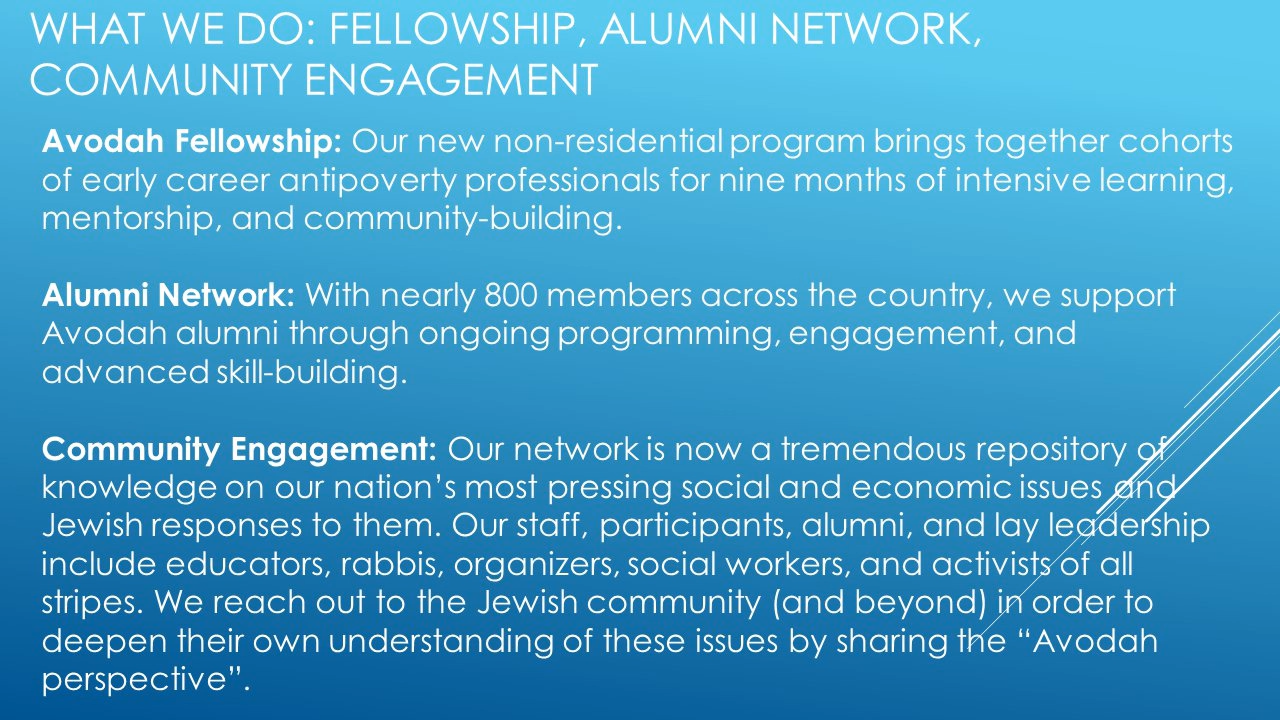 WHAT WE DO: FELLOWSHIP, ALUMNI NETWORK,
COMMUNITY ENGAGEMENT
Avodah Fellowship: Our new non-residential program brings together cohorts
of early career antipoverty professionals for nine months of intensive learning,
mentorship, and community-building.
Alumni Network: With nearly 800 members across the country, we support
Avodah alumni through ongoing programming, engagement, and
advanced skill-building.
Community Engagement: Our network is now a tremendous repository of
knowledge on our nation’s most pressing social and economic issues and
Jewish responses to them. Our staff, participants, alumni, and lay leadership
include educators, rabbis, organizers, social workers, and activists of all
stripes. We reach out to the Jewish community (and beyond) in order to
deepen their own understanding of these issues by sharing the “Avodah
perspective”.